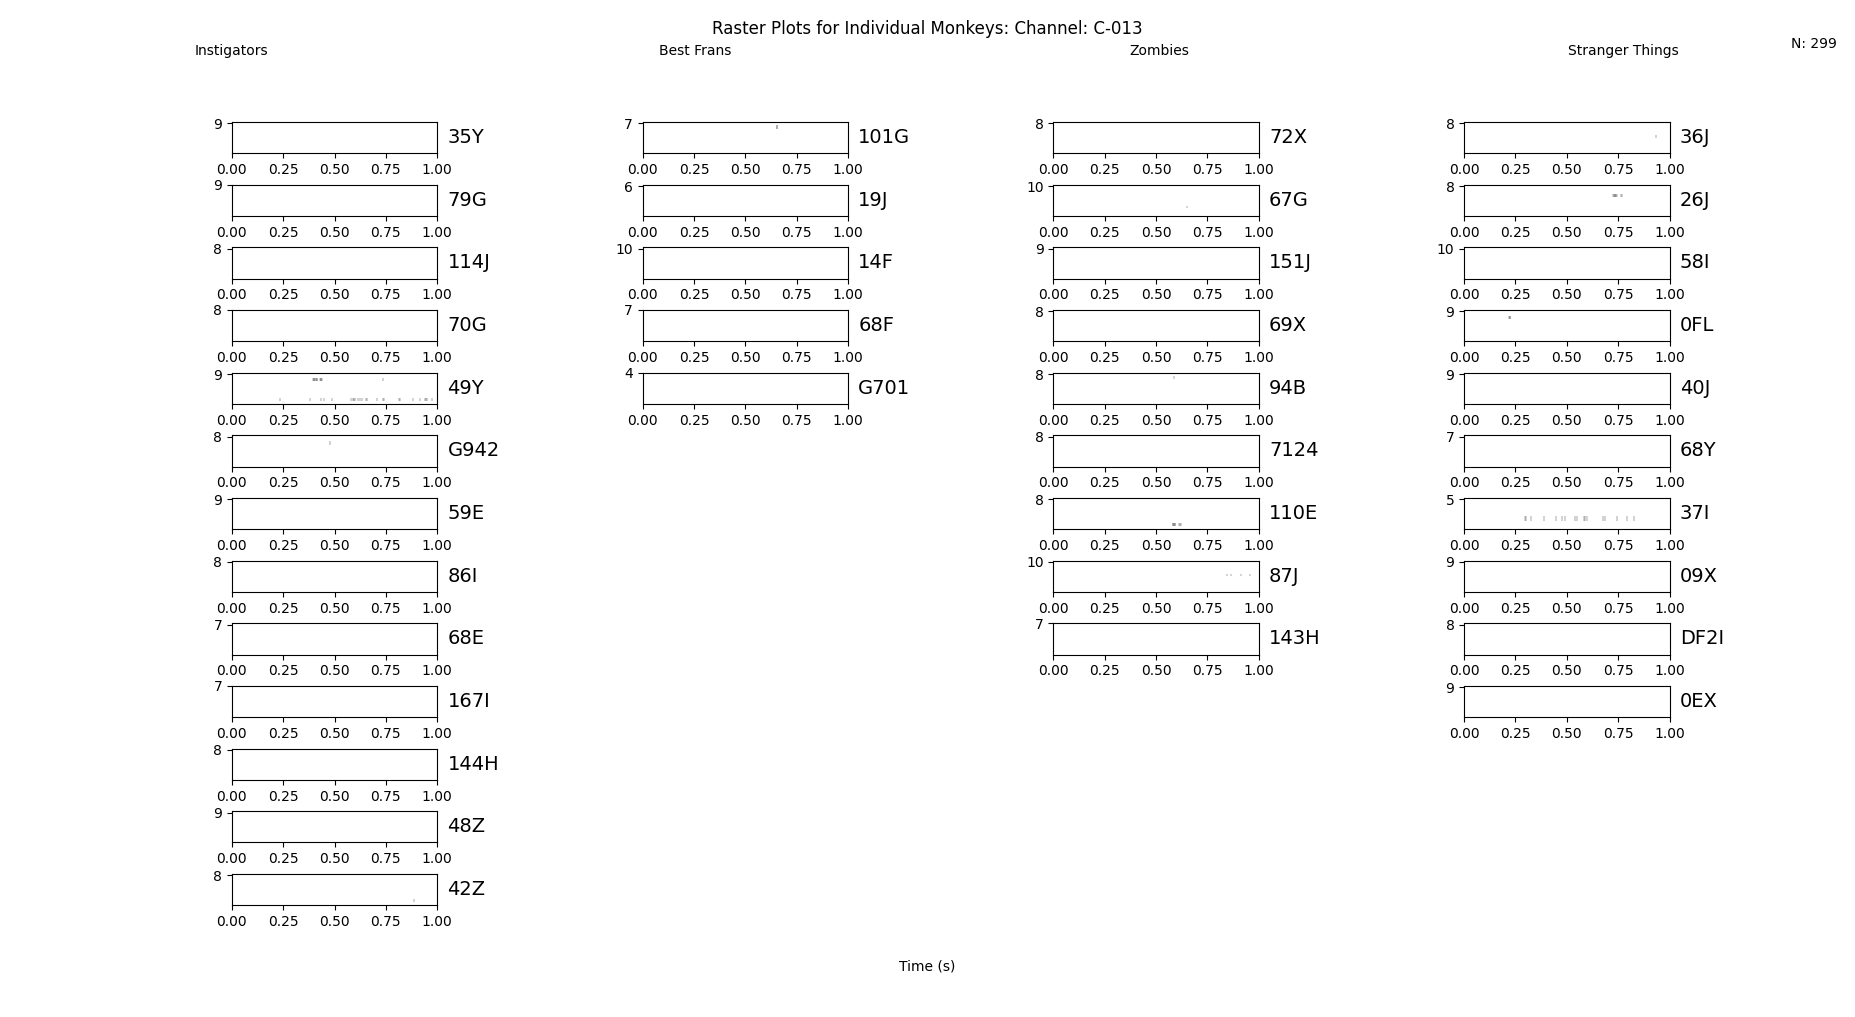 Raster Plots for Individual Monkeys: Channel: C-013
Instigators Best Frans Zombies Stranger Things N: 299
9 35Y 7 101G 8 72X 8 36J
0.00 0.25 0.50 0.75 1.00 0.00 0.25 0.50 0.75 1.00 0.00 0.25 0.50 0.75 1.00 0.00 0.25 0.50 0.75 1.00
9 79G 6 19J 10 67G 8 26J
0.00 0.25 0.50 0.75 1.00 0.00 0.25 0.50 0.75 1.00 0.00 0.25 0.50 0.75 1.00 0.00 0.25 0.50 0.75 1.00
8 114J 10 14F 9 151J 10 58I
0.00 0.25 0.50 0.75 1.00 0.00 0.25 0.50 0.75 1.00 0.00 0.25 0.50 0.75 1.00 0.00 0.25 0.50 0.75 1.00
8 70G 7 68F 8 69X 9 0FL
0.00 0.25 0.50 0.75 1.00 0.00 0.25 0.50 0.75 1.00 0.00 0.25 0.50 0.75 1.00 0.00 0.25 0.50 0.75 1.00
9 49Y 4 G701 8 94B 9 40J
0.00 0.25 0.50 0.75 1.00 0.00 0.25 0.50 0.75 1.00 0.00 0.25 0.50 0.75 1.00 0.00 0.25 0.50 0.75 1.00
8 G942 8 7124 7 68Y
0.00 0.25 0.50 0.75 1.00 0.00 0.25 0.50 0.75 1.00 0.00 0.25 0.50 0.75 1.00
9 59E 8 110E 5 37I
0.00 0.25 0.50 0.75 1.00 0.00 0.25 0.50 0.75 1.00 0.00 0.25 0.50 0.75 1.00
8 86I 10 87J 9 09X
0.00 0.25 0.50 0.75 1.00 0.00 0.25 0.50 0.75 1.00 0.00 0.25 0.50 0.75 1.00
7 68E 7 143H 8 DF2I
0.00 0.25 0.50 0.75 1.00 0.00 0.25 0.50 0.75 1.00 0.00 0.25 0.50 0.75 1.00
7 167I 9 0EX
0.00 0.25 0.50 0.75 1.00 0.00 0.25 0.50 0.75 1.00
8 144H
0.00 0.25 0.50 0.75 1.00
9 48Z
0.00 0.25 0.50 0.75 1.00
8 42Z
0.00 0.25 0.50 0.75 1.00
Time (s)